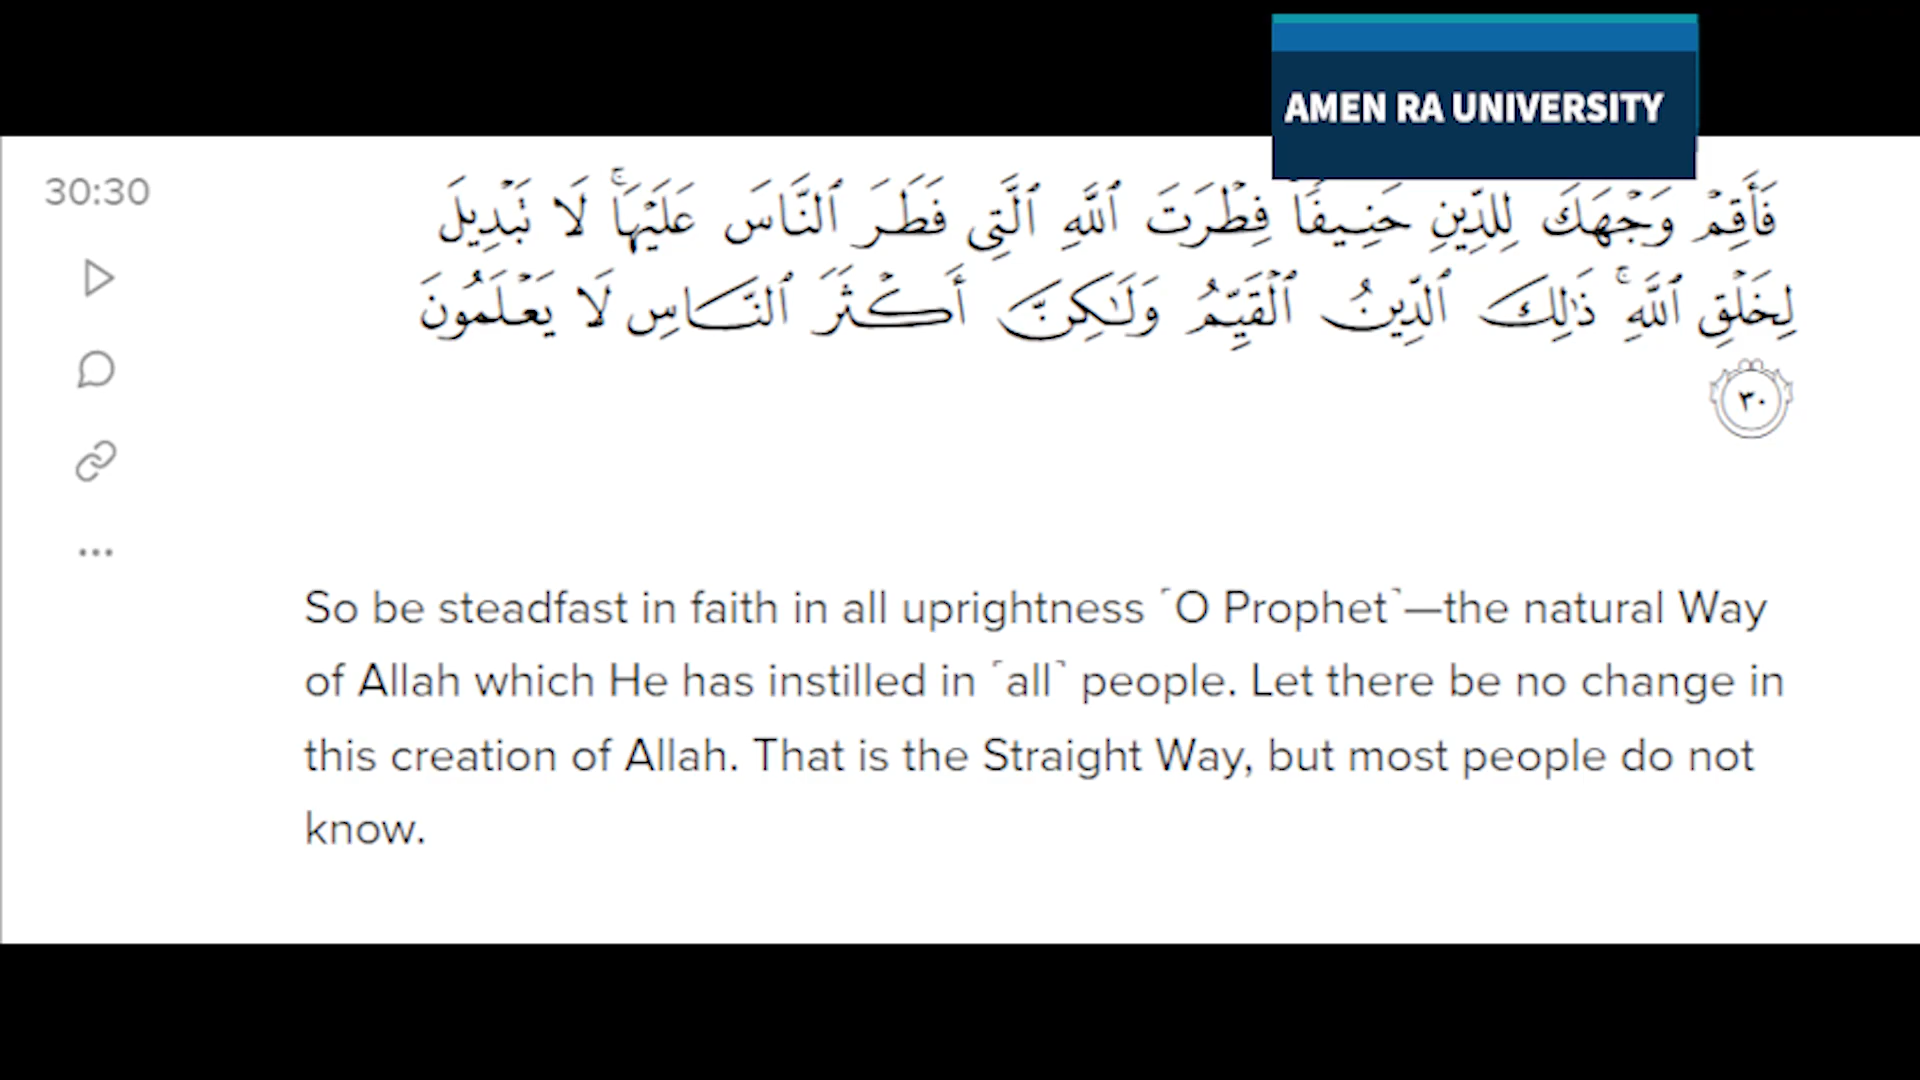 AMEN RA UNIVERSITY
30:30
فَأَقِمْ وَجْهَكَ لِلدِّينِ حَنِيفًا ۚ فِطْرَتَ ٱللَّهِ ٱلَّتِى فَطَرَ ٱلنَّاسَ عَلَيْهَا ۚ لَا تَبْدِيلَ
لِخَلْقِ ٱللَّهِ ۚ ذَٰلِكَ ٱلدِّينُ ٱلْقَيِّمُ وَلَـٰكِنَّ أَكْثَرَ ٱلنَّاسِ لَا يَعْلَمُونَ
٣٠
So be steadfast in faith in all uprightness ˹O Prophet˺—the natural Way
of Allah which He has instilled in ˹all˺ people. Let there be no change in
this creation of Allah. That is the Straight Way, but most people do not
know.